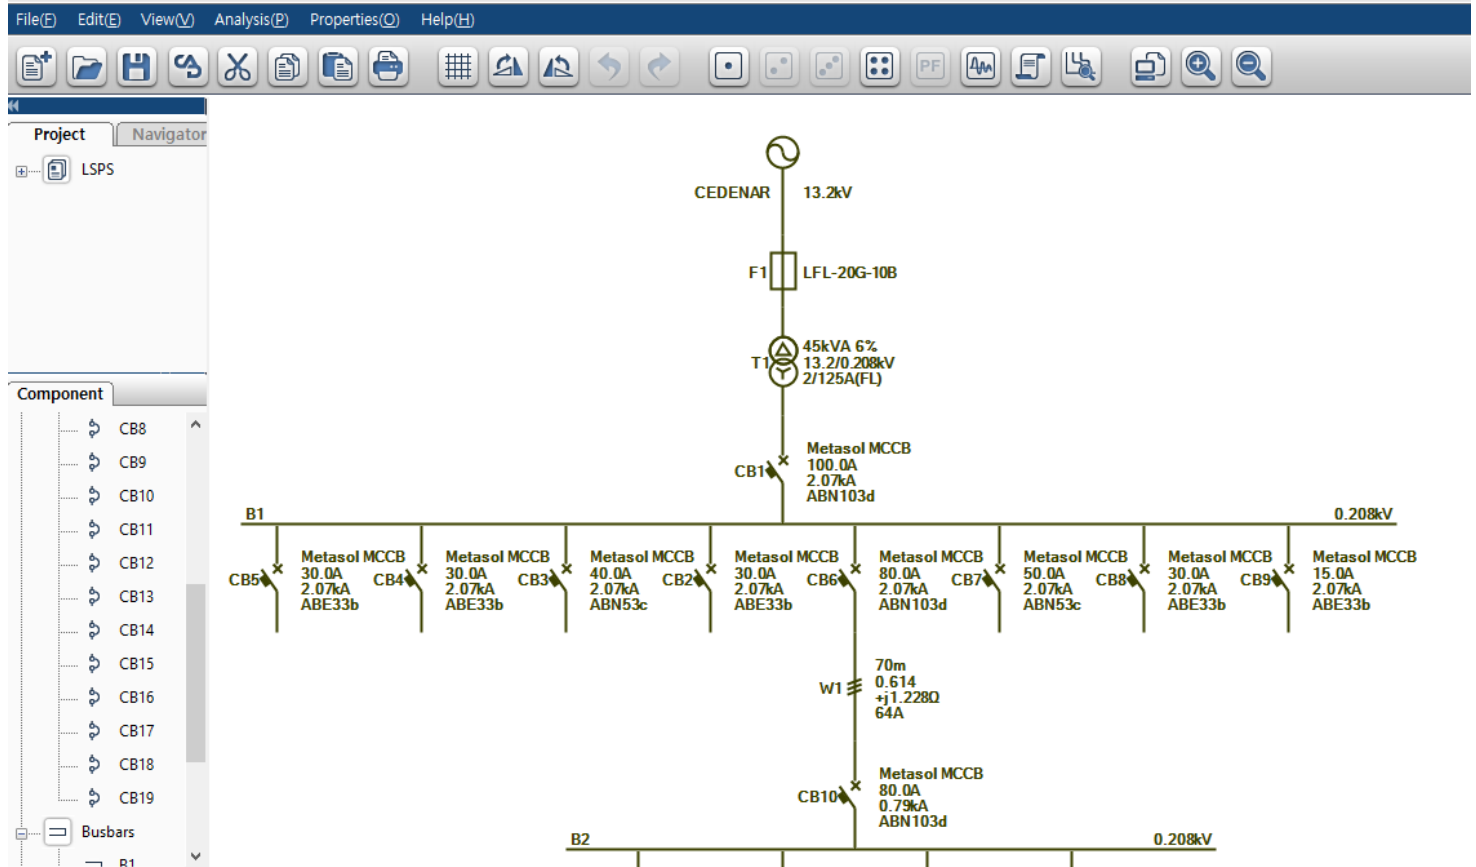 File(F) Edit(E) View(V) Analysis(P) Properties(O) Help(H)
PF
Project Navigator
LSPS
Component
CB8
CB9
CB10
CB11
CB12
CB13
CB14
CB15
CB16
CB17
CB18
CB19
Busbars
B1
CEDENAR 13.2kV
F1 LFL-20G-10B
T1
45kVA 6%
13.2/0.208kV
2/125A(FL)
CB1
Metasol MCCB
100.0A
2.07kA
ABN103d
B1 0.208kV
CB5
Metasol MCCB
30.0A
2.07kA
ABE33b
CB4
Metasol MCCB
30.0A
2.07kA
ABE33b
CB3
Metasol MCCB
40.0A
2.07kA
ABN53c
CB2
Metasol MCCB
30.0A
2.07kA
ABE33b
CB6
Metasol MCCB
80.0A
2.07kA
ABN103d
CB7
Metasol MCCB
50.0A
2.07kA
ABN53c
CB8
Metasol MCCB
30.0A
2.07kA
ABE33b
CB9
Metasol MCCB
15.0A
2.07kA
ABE33b
W1
70m
0.614
+j1.228Ω
64A
CB10
Metasol MCCB
80.0A
0.79kA
ABN103d
B2 0.208kV